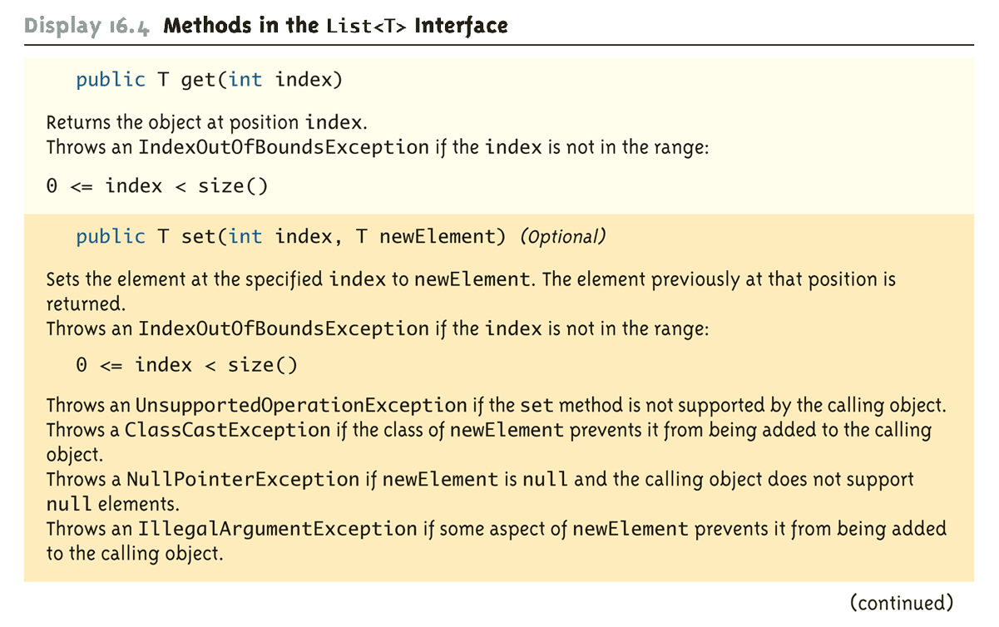 Display 16.4 Methods in the List<T> Interface
public T get(int index)
Returns the object at position index.
Throws an IndexOutOfBoundsException if the index is not in the range:
0 <= index < size()
public T set(int index, T newElement) (Optional)
Sets the element at the specified index to newElement. The element previously at that position is
returned.
Throws an IndexOutOfBoundsException if the index is not in the range:
0 <= index < size()
Throws an UnsupportedOperationException if the set method is not supported by the calling object.
Throws a ClassCastException if the class of newElement prevents it from being added to the calling
object.
Throws a NullPointerException if newElement is null and the calling object does not support
null elements.
Throws an IllegalArgumentException if some aspect of newElement prevents it from being added
to the calling object.
(continued)